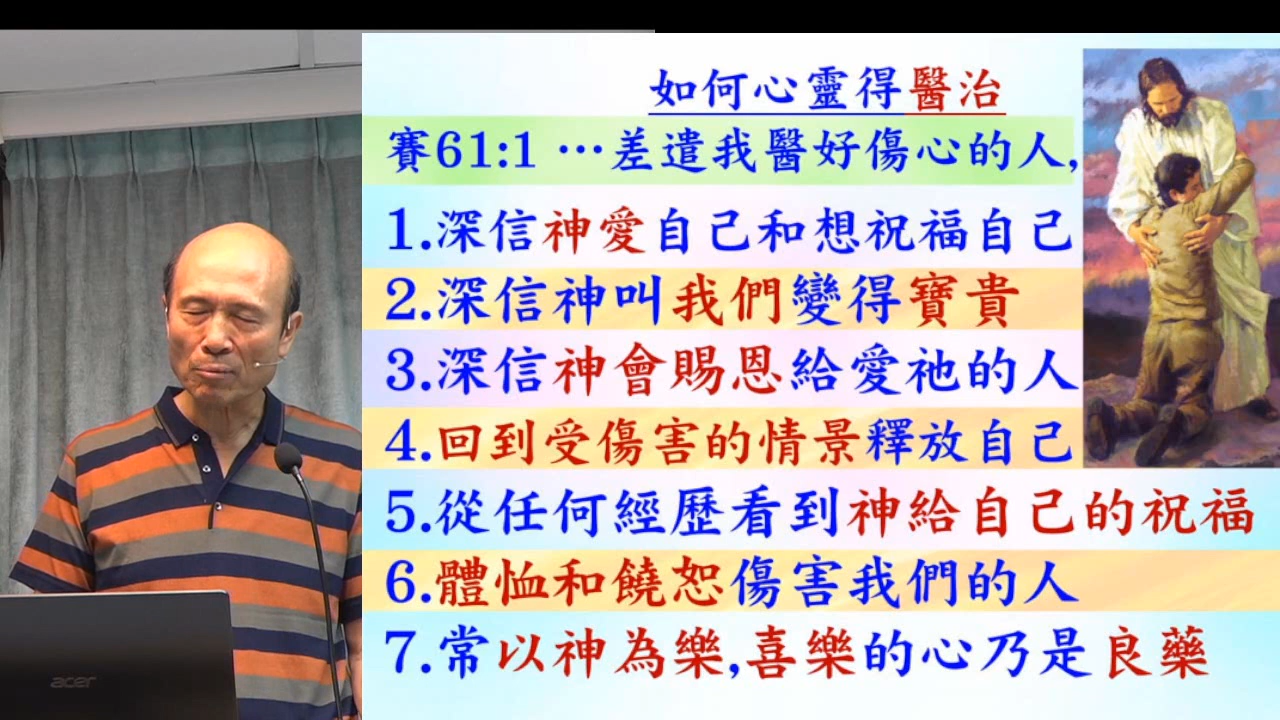 如何心靈得醫治
賽61:1 …差遣我醫好傷心的人,
1.深信神愛自己和想祝福自己
2.深信神叫我們變得寶貴
3.深信神會賜恩給愛祂的人
4.回到受傷害的情景釋放自己
5.從任何經歷看到神給自己的祝福
6.體恤和饒恕傷害我們的人
7.常以神為樂,喜樂的心乃是良藥
acer